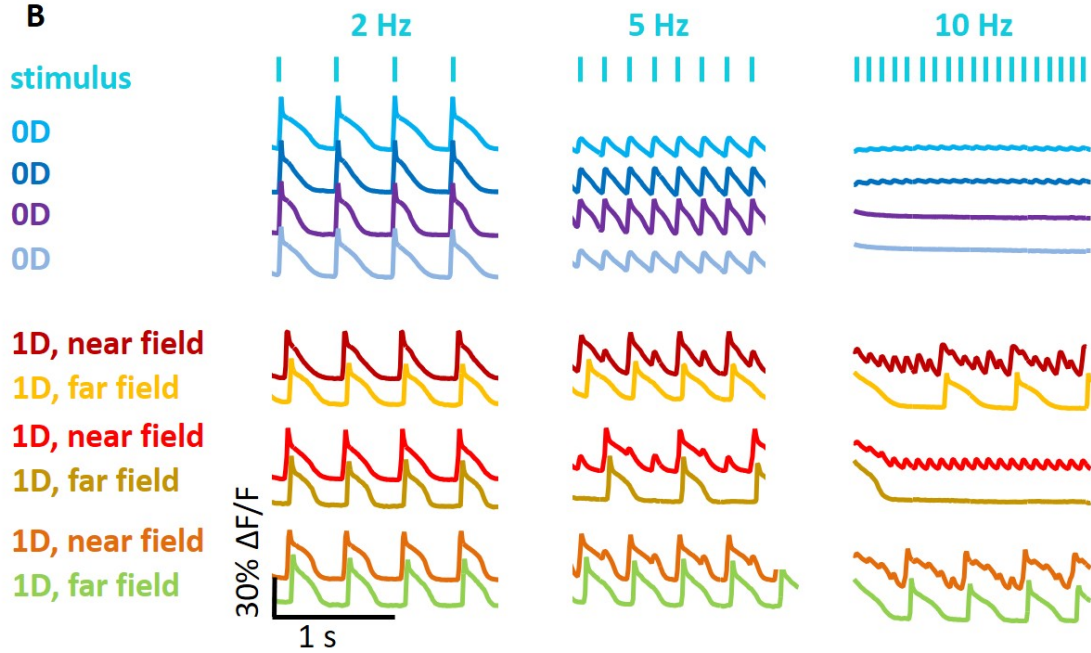 B
2 Hz 5 Hz 10 Hz
stimulus
0D
0D
0D
0D
1D, near field
1D, far field
1D, near field
1D, far field
1D, near field
1D, far field
30% ΔF/F
1 s